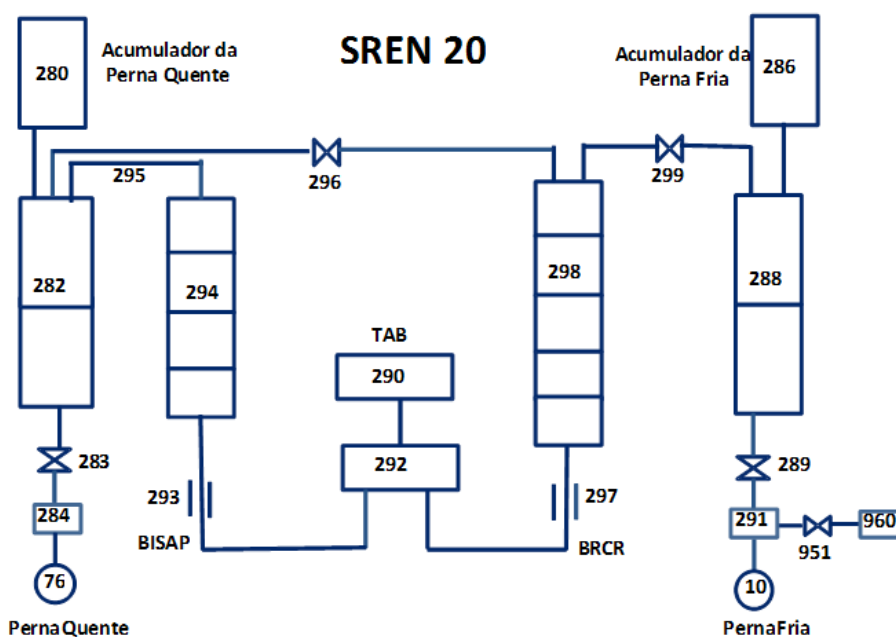 SREN 20
Acumulador da
Perna Quente
Acumulador da
Perna Fria
280
286
295
296
299
282
294
298
288
TAB
290
292
283
289
293
297
284
291
960
BISAP
BRCR
951
76
10
PernaQuente
PernaFria